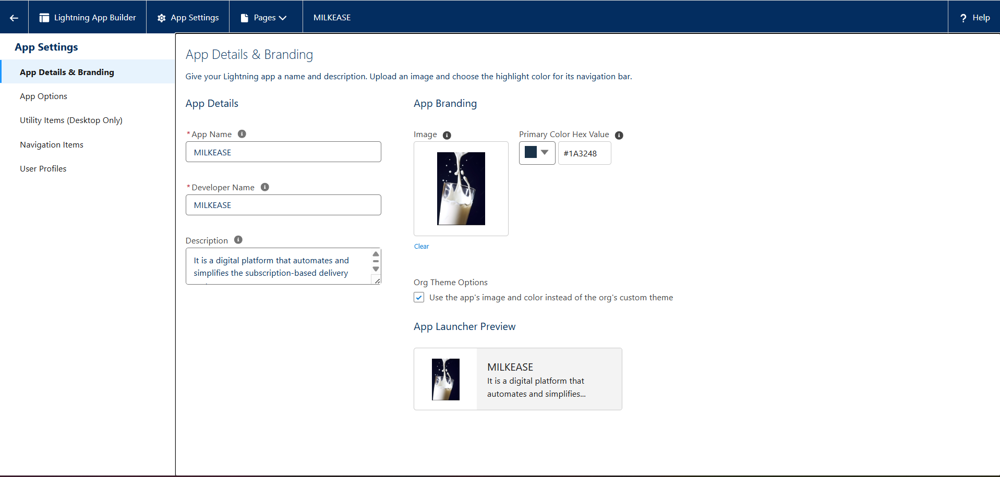 Lightning App Builder
App Settings
Pages
MILKEASE
? Help
App Settings
App Details & Branding
App Options
Utility Items (Desktop Only)
Navigation Items
User Profiles
App Details & Branding
Give your Lightning app a name and description. Upload an image and choose the highlight color for its navigation bar.
App Details
*App Name
MILKEASE
*Developer Name
MILKEASE
Description
It is a digital platform that automates and
simplifies the subscription-based delivery
App Branding
Image
Primary Color Hex Value
#1A3248
Clear
Org Theme Options
Use the app's image and color instead of the org's custom theme
App Launcher Preview
MILKEASE
It is a digital platform that
automates and simplifies...